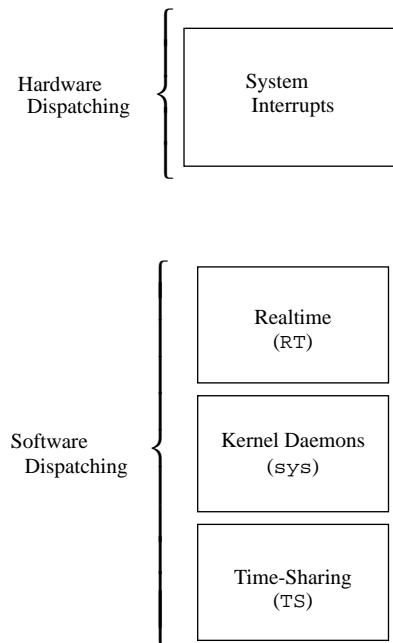 Hardware
Dispatching
System
Interrupts
Realtime
(RT)
Software
Dispatching
Kernel Daemons
(sys)
Time-Sharing
(TS)